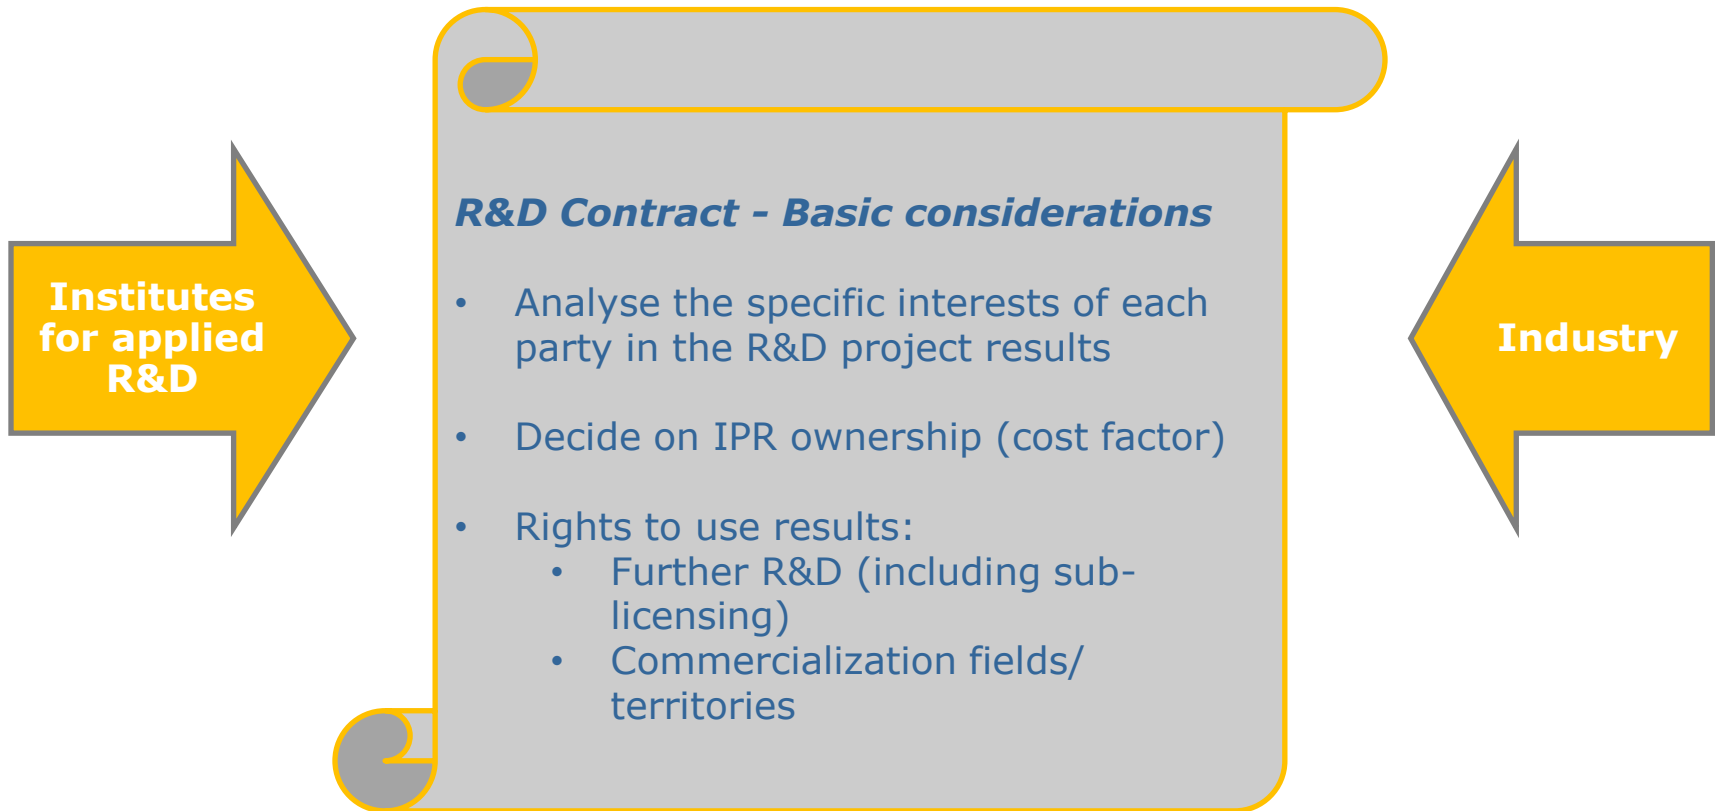 Institutes
for applied
R&D
R&D Contract - Basic considerations
• Analyse the specific interests of each
party in the R&D project results
• Decide on IPR ownership (cost factor)
• Rights to use results:
• Further R&D (including sub-
licensing)
• Commercialization fields/
territories
Industry